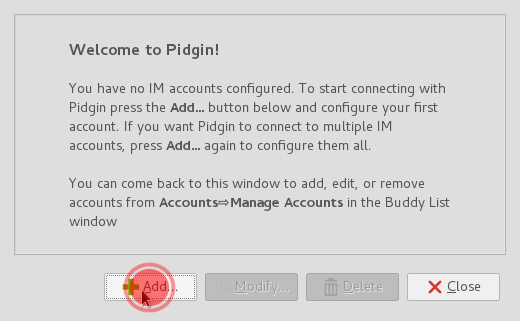 Welcome to Pidgin!
You have no IM accounts configured. To start connecting with
Pidgin press the Add... button below and configure your first
account. If you want Pidgin to connect to multiple IM
accounts, press Add... again to configure them all.
You can come back to this window to add, edit, or remove
accounts from Accounts⇨Manage Accounts in the Buddy List
window
Add... Modify... Delete Close